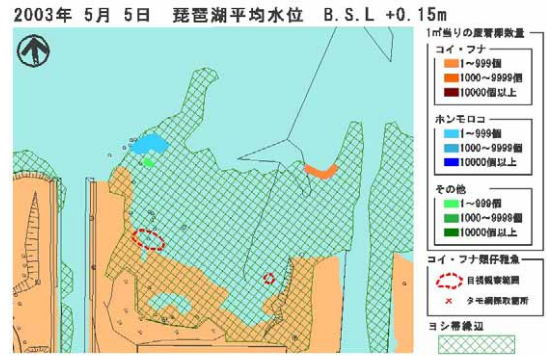 2003年 5月 5日 琵琶湖平均水位 B.S.L +0.15m
1㎡当りの産着卵数量
コイ・フナ
1～999個
1000～9999個
10000個以上
ホンモロコ
1～999個
1000～9999個
10000個以上
その他
1～999個
1000～9999個
10000個以上
コイ・フナ類仔稚魚
目視観察範囲
タモ網採取箇所
ヨシ帯縁辺